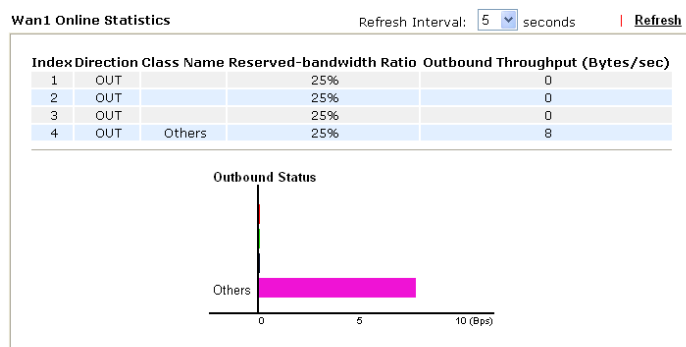 Wan1 Online Statistics Refresh Interval: 5 seconds | Refresh
Index Direction Class Name Reserved-bandwidth Ratio Outbound Throughput (Bytes/sec)
1 OUT 25% 0
2 OUT 25% 0
3 OUT 25% 0
4 OUT Others 25% 8
Outbound Status
Others
0 5 10 (Bps)